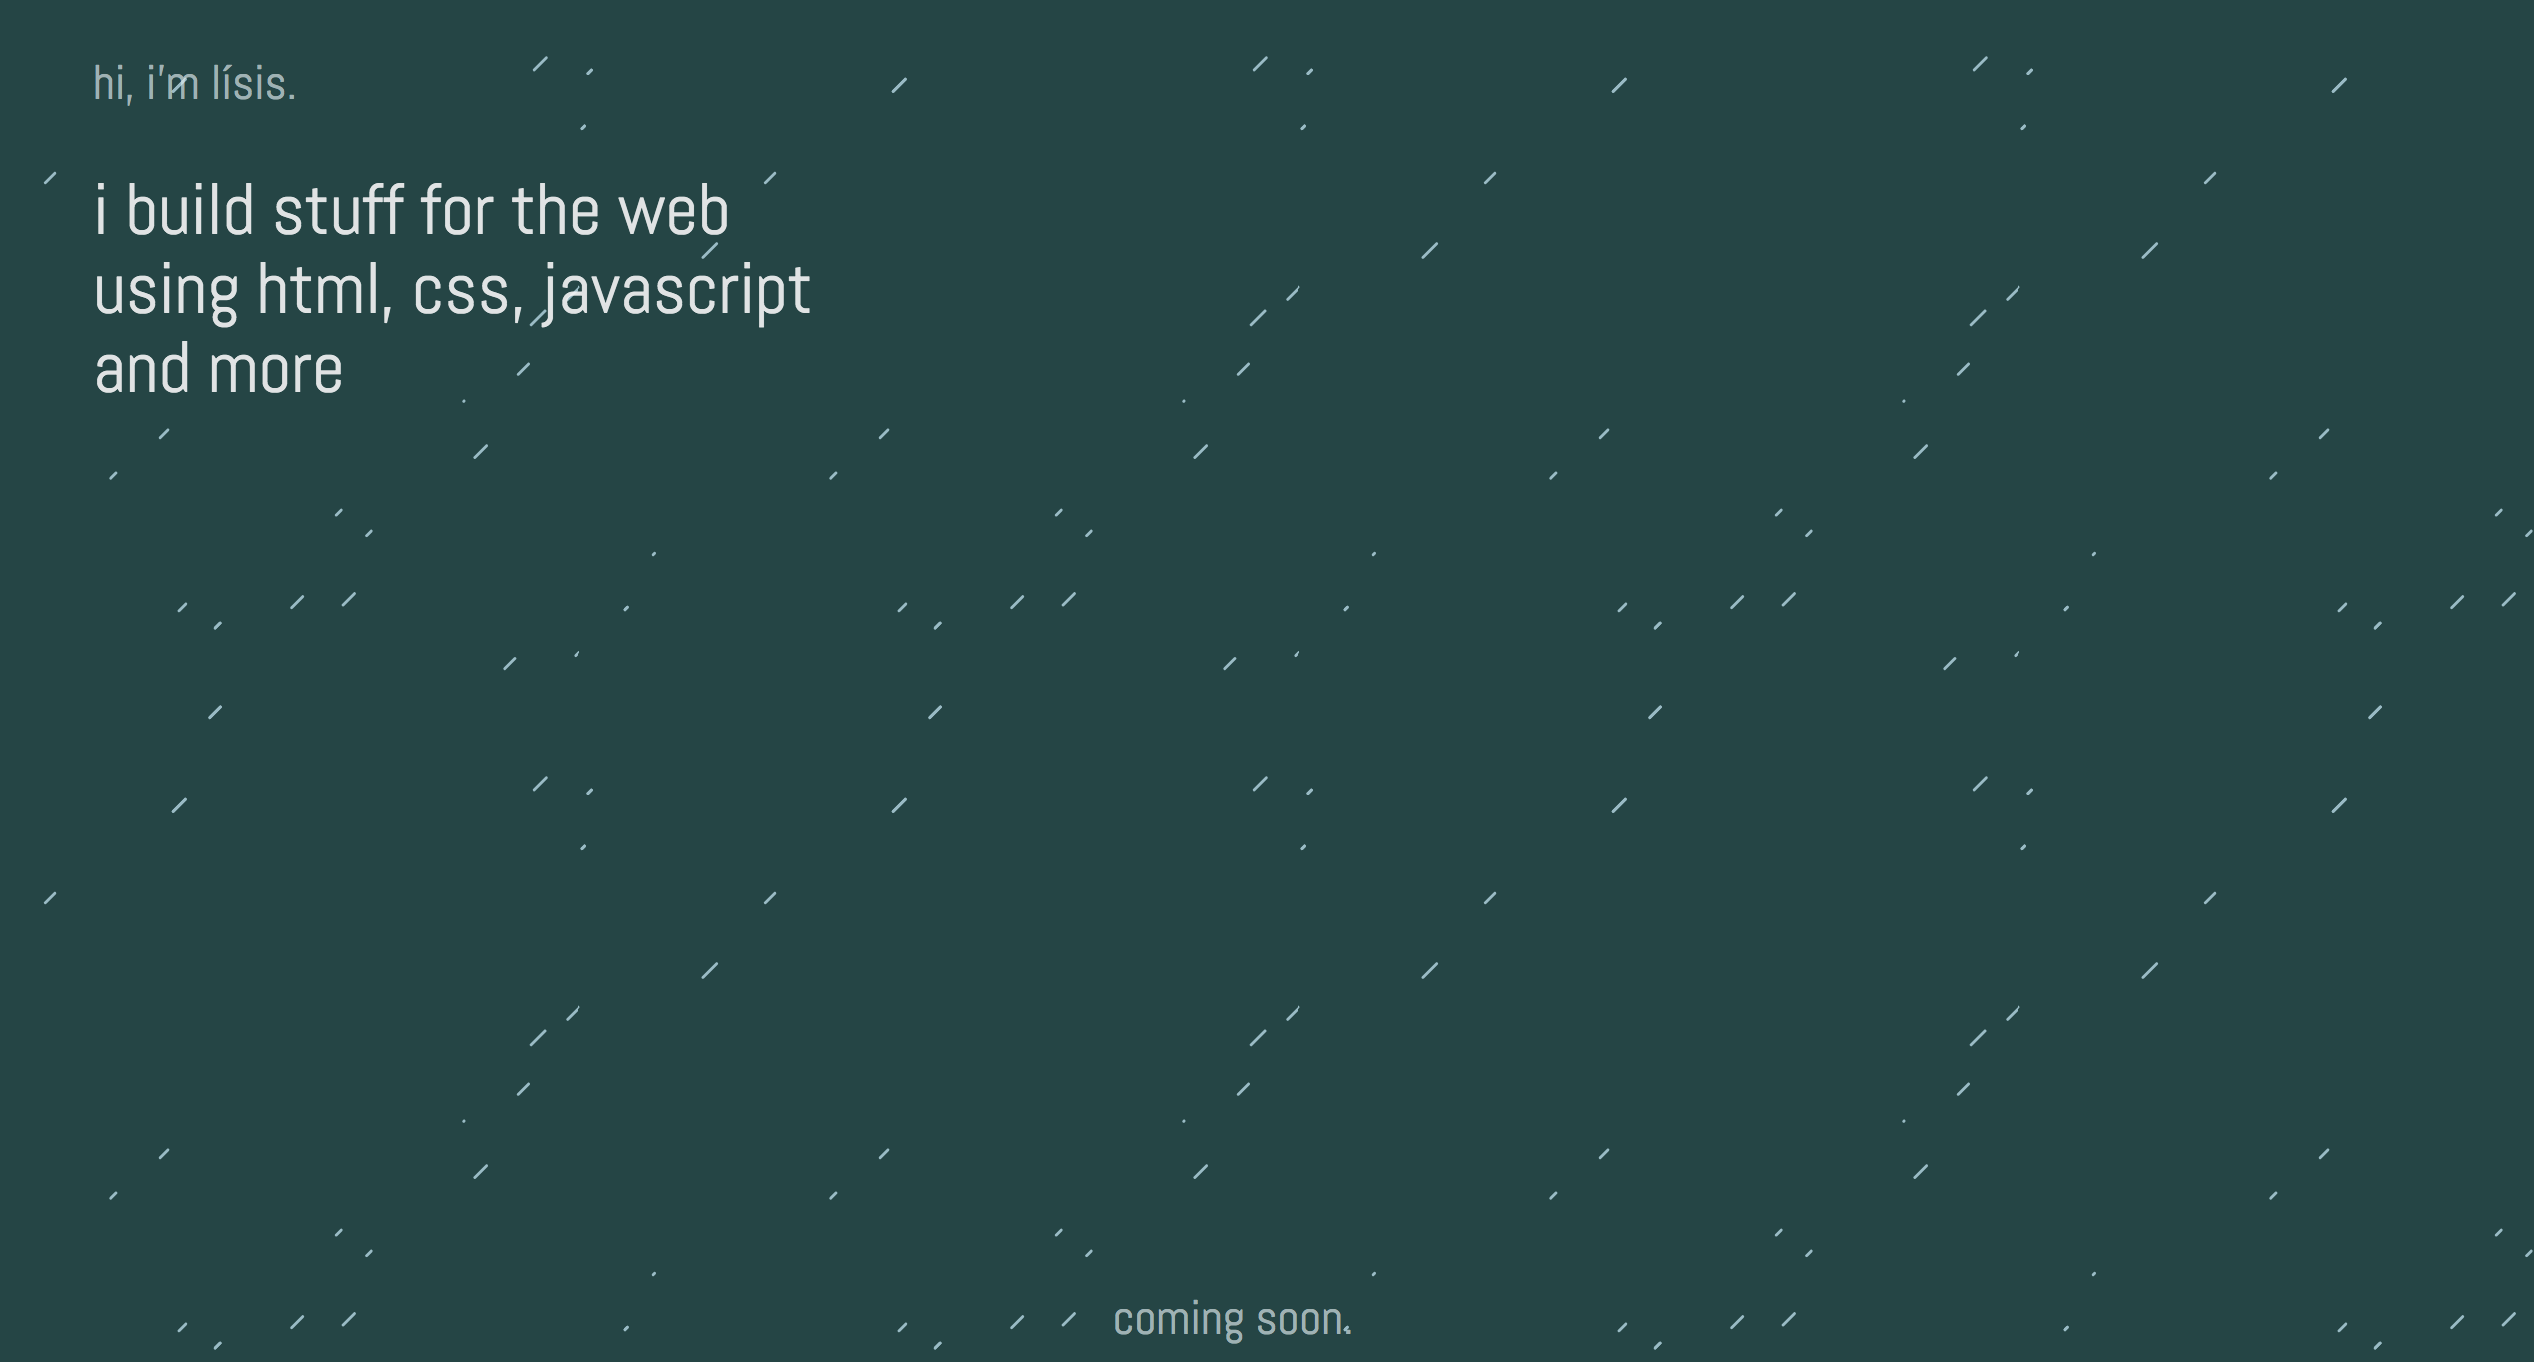 hi, i'm lísis.
i build stuff for the web
using html, css, javascript
and more
coming soon.